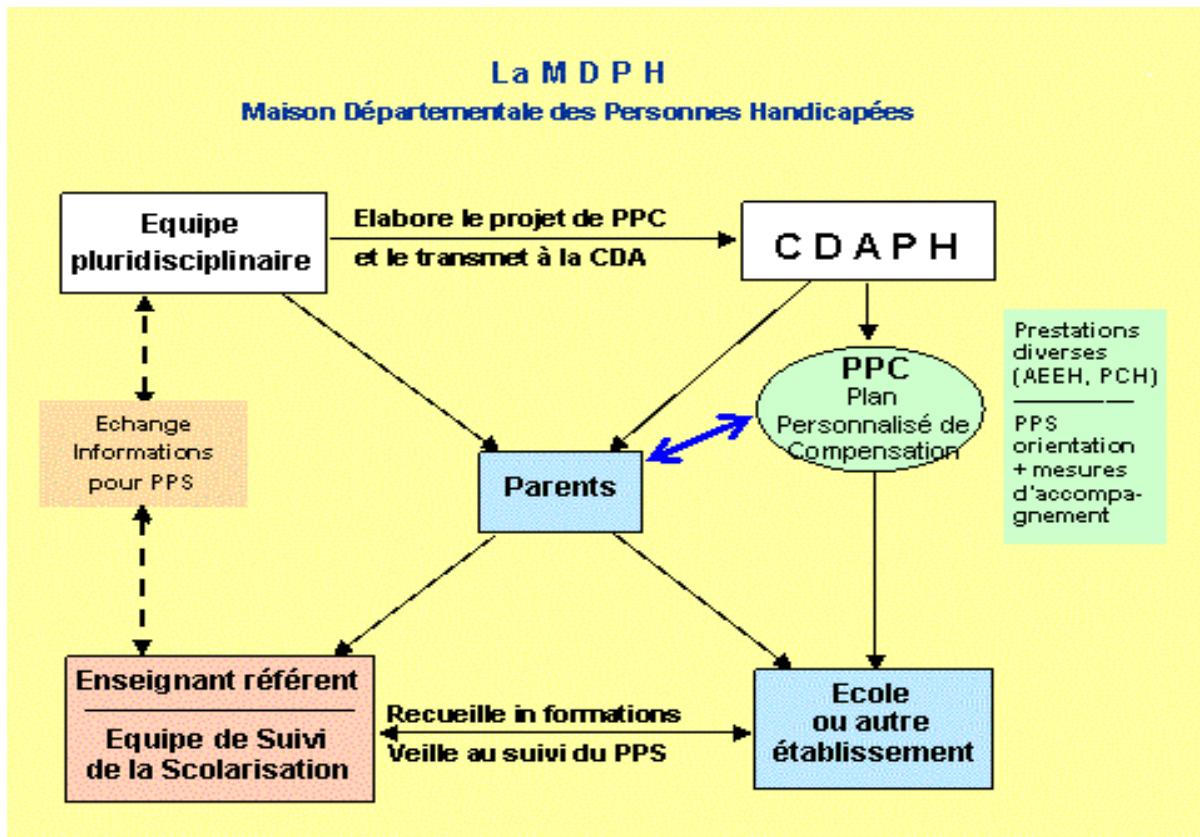 La M D P H
Maison Départementale des Personnes Handicapées
Equipe
pluridisciplinaire
Elabore le projet de PPC
et le transmet à la CDA
C D A P H
Prestations
diverses
(AEEH, PCH)
PPS
orientation
+ mesures
d'accompa-
gnement
PPC
Plan
Personnalisé de
Compensation
Echange
Informations
pour PPS
Parents
Enseignant référent
Equipe de Suivi
de la Scolarisation
Recueille in formations
Veille au suivi du PPS
Ecole
ou autre
établissement